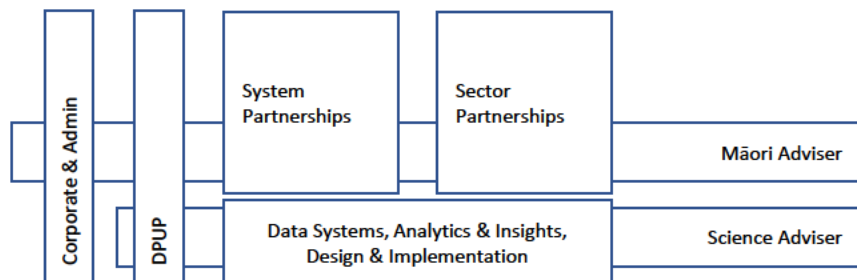 Corporate & Admin
DPUP
System
Partnerships
Sector
Partnerships
Māori Adviser
Data Systems, Analytics & Insights,
Design & Implementation
Science Adviser